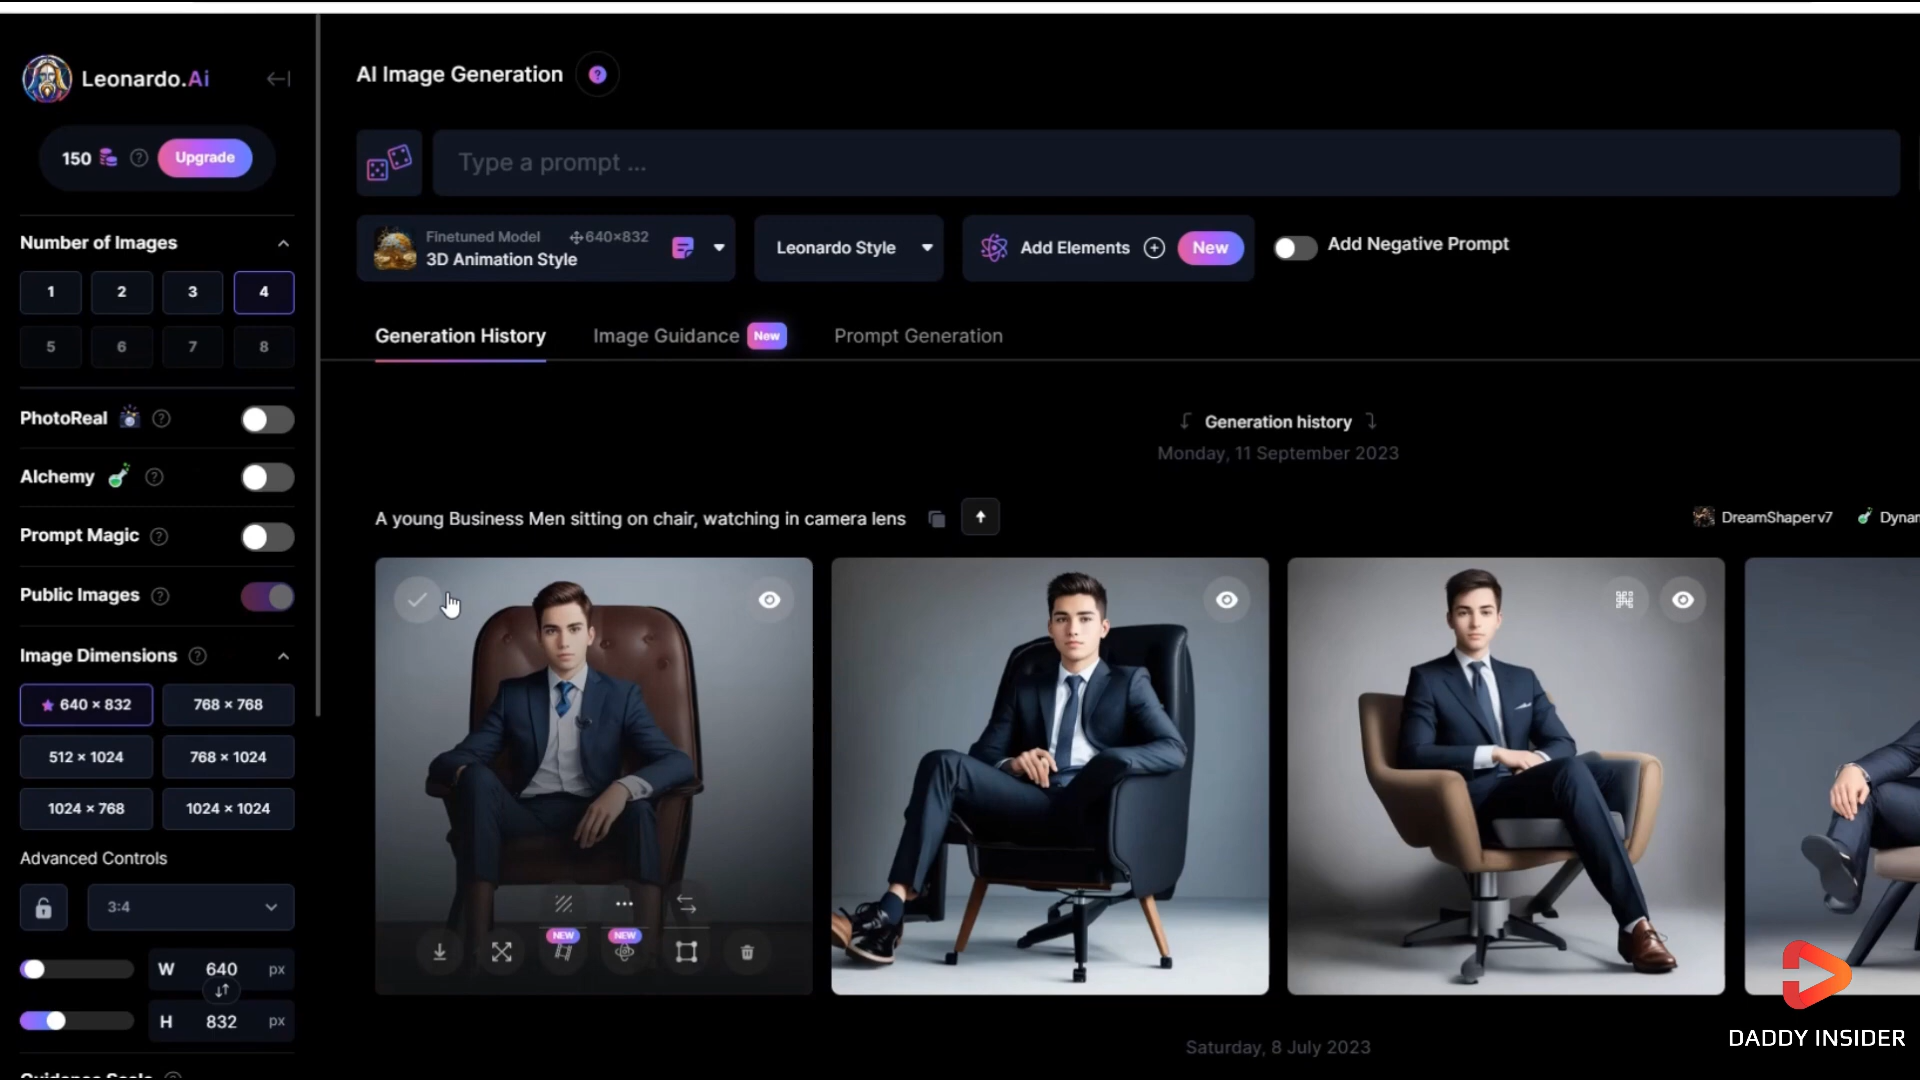 Leonardo.Ai
150
Upgrade
Number of Images
1
2
3
4
5
6
7
8
PhotoReal
Alchemy
Prompt Magic
Public Images
Image Dimensions
640 × 832
768 × 768
512 × 1024
768 × 1024
1024 × 768
1024 × 1024
Advanced Controls
3:4
W 640 px
H 832 px
Guidance Scale
AI Image Generation
Type a prompt ...
Finetuned Model 640×832
3D Animation Style
Leonardo Style
Add Elements New
Add Negative Prompt
Generation History
Image Guidance New
Prompt Generation
Generation history
Monday, 11 September 2023
A young Business Men sitting on chair, watching in camera lens
DreamShaper v7
Dynam
NEW
NEW
Saturday, 8 July 2023
DADDY INSIDER